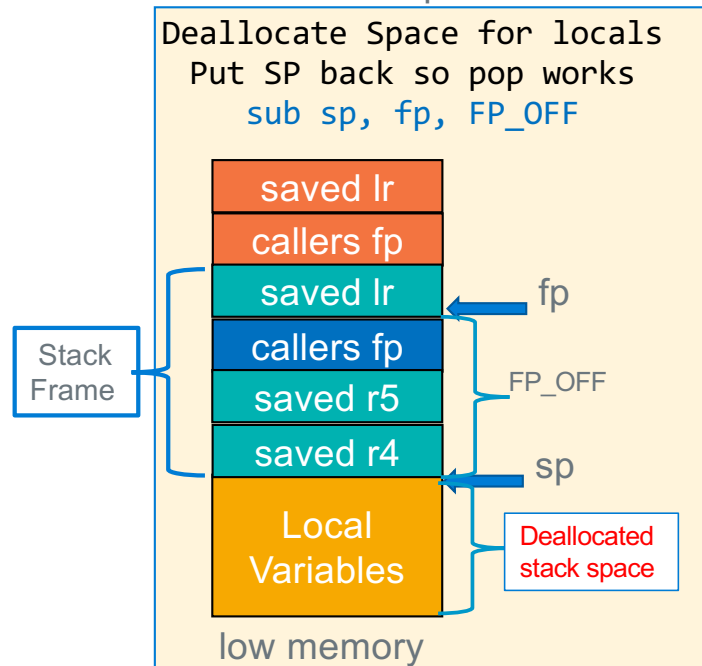 Deallocate Space for locals
Put SP back so pop works
sub sp, fp, FP_OFF
saved lr
callers fp
saved lr
fp
Stack
Frame
callers fp
saved r5
FP_OFF
saved r4
sp
Local
Variables
Deallocated
stack space
low memory